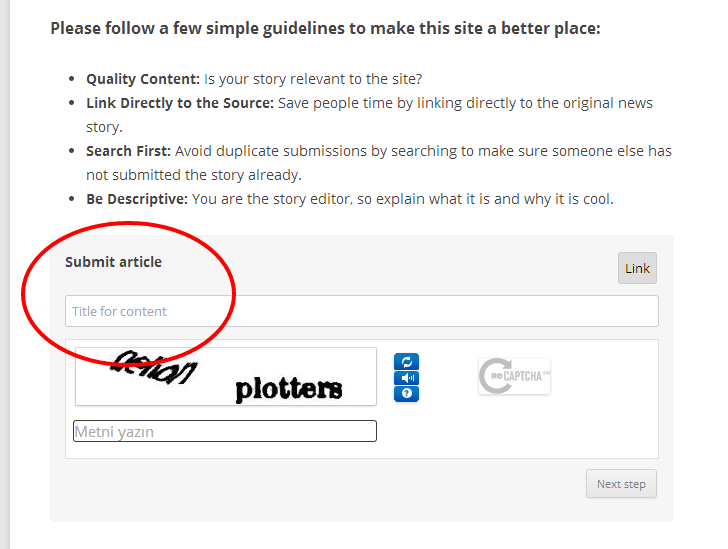 Please follow a few simple guidelines to make this site a better place:
• Quality Content: Is your story relevant to the site?
• Link Directly to the Source: Save people time by linking directly to the original news
story.
• Search First: Avoid duplicate submissions by searching to make sure someone else has
not submitted the story already.
• Be Descriptive: You are the story editor, so explain what it is and why it is cool.
Submit article
Link
Title for content
plotters
reCAPTCHA™
Metni yazın
Next step